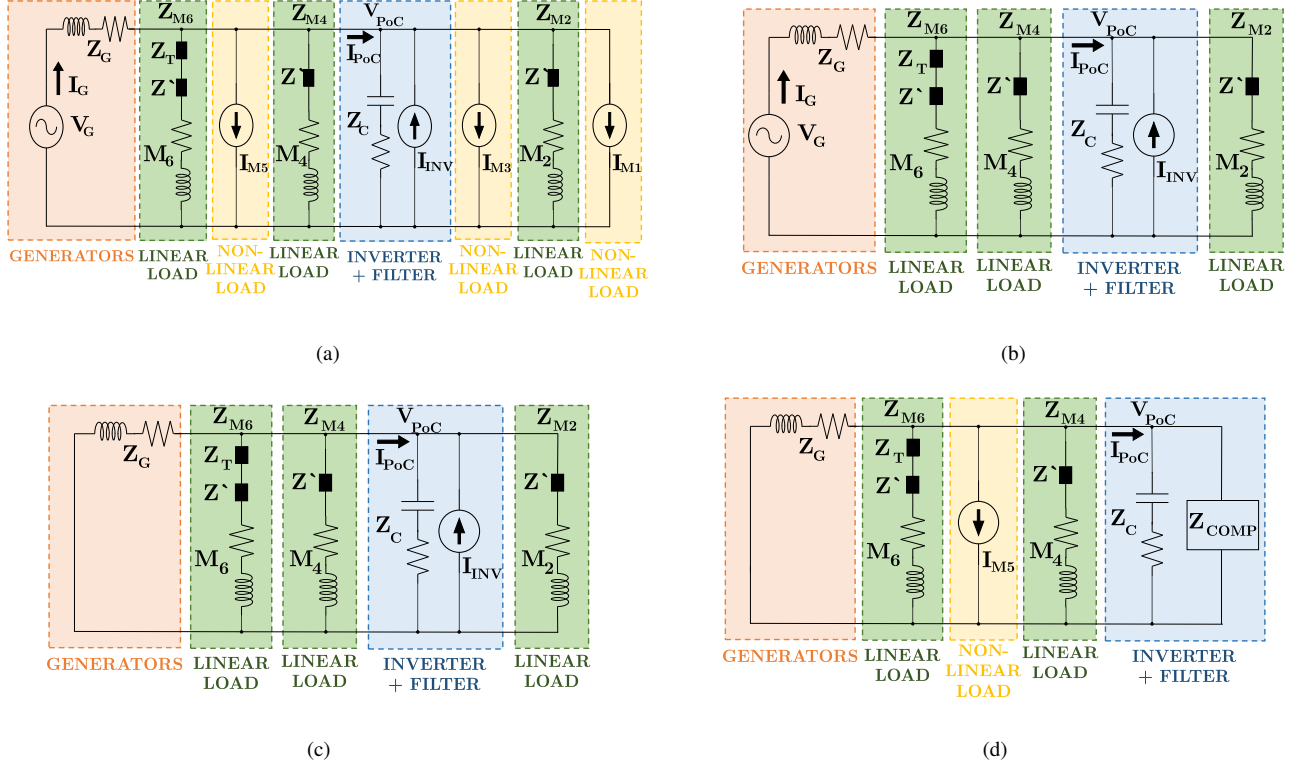 Z_M6 Z_M4 V_PoC Z_M2
Z_G Z_T I_PoC
Z` Z` Z`
I_G
V_G Z_C
M_6 I_M5 M_4 I_INV I_M3 M_2 I_M1
GENERATORS LINEAR LOAD NON-LINEAR LOAD LINEAR LOAD INVERTER + FILTER NON-LINEAR LOAD LINEAR LOAD NON-LINEAR LOAD
(a)
Z_M6 Z_M4 V_PoC Z_M2
Z_G Z_T I_PoC
Z` Z` Z`
I_G
V_G Z_C
M_6 M_4 I_INV M_2
GENERATORS LINEAR LOAD LINEAR LOAD INVERTER + FILTER LINEAR LOAD
(b)
Z_M6 Z_M4 V_PoC Z_M2
Z_G Z_T I_PoC
Z` Z` Z`
Z_C
M_6 M_4 I_INV M_2
GENERATORS LINEAR LOAD LINEAR LOAD INVERTER + FILTER LINEAR LOAD
(c)
Z_M6 Z_M4 V_PoC
Z_G Z_T I_PoC
Z` Z`
Z_C Z_COMP
M_6 I_M5 M_4
GENERATORS LINEAR LOAD NON-LINEAR LOAD LINEAR LOAD INVERTER + FILTER
(d)